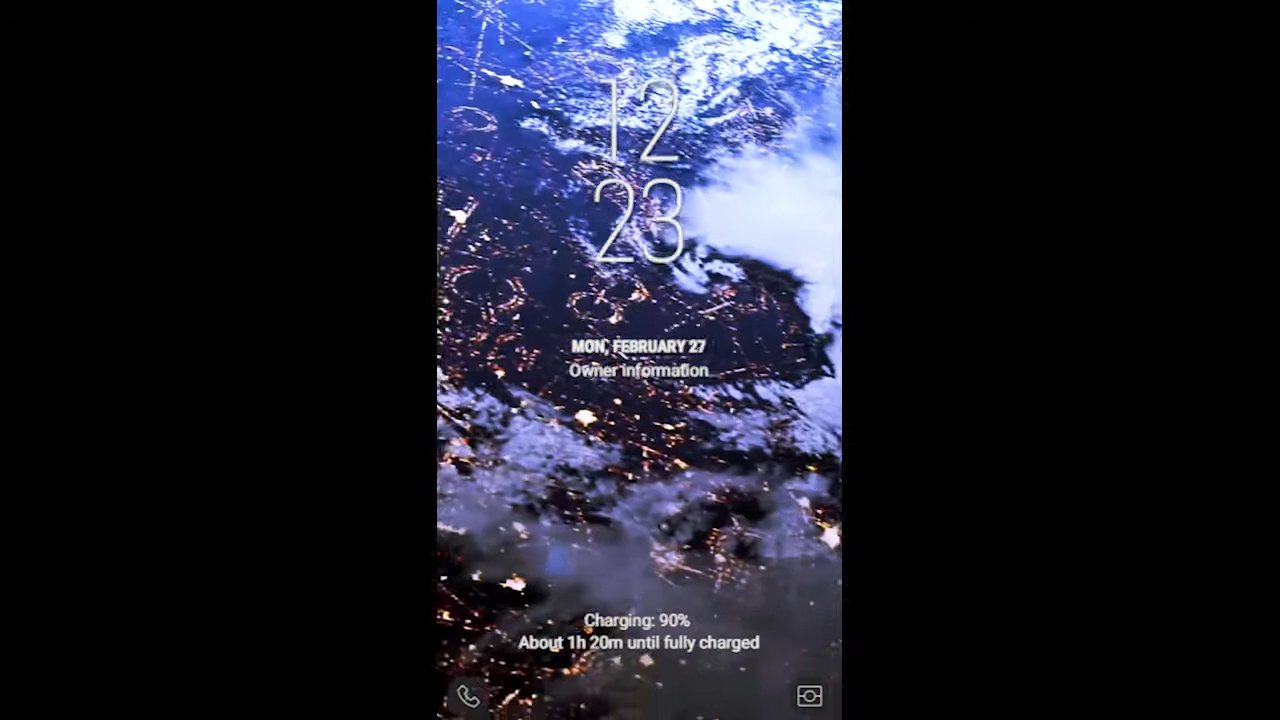 12
23
MON, FEBRUARY 27
Owner information
Charging: 90%
About 1h 20m until fully charged